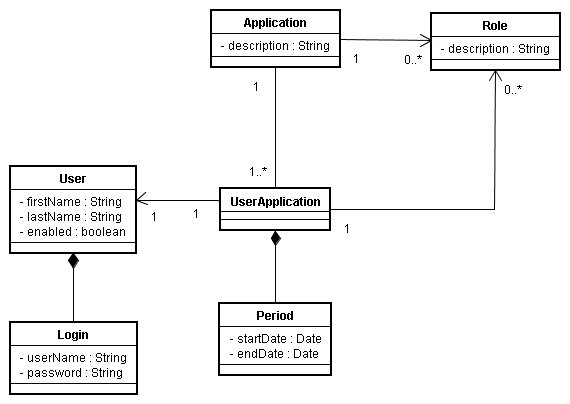 Application
- description : String
Role
- description : String
1
0..*
1
0..*
1..*
User
- firstName : String
- lastName : String
- enabled : boolean
1
1
UserApplication
1
Period
- startDate : Date
- endDate : Date
Login
- userName : String
- password : String